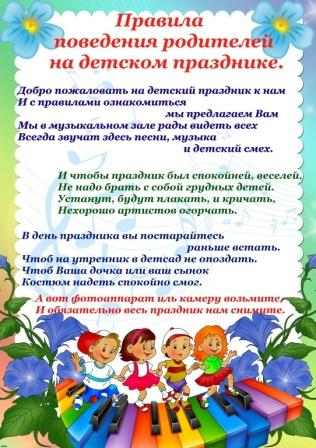 Правила
поведения родителей
на детском празднике.
Добро пожаловать на детский праздник к нам
И с правилами ознакомиться
мы предлагаем Вам
Мы в музыкальном зале рады видеть всех
Всегда звучат здесь песни, музыка
и детский смех.
И чтобы праздник был спокойней, веселей,
Не надо брать с собой грудных детей.
Устанут, будут плакать, и кричать,
Нехорошо артистов огорчать.
В день праздника вы постарайтесь
раньше встать.
Чтоб на утренник в детсад не опоздать.
Чтоб Ваша дочка или ваш сынок
Костюм надеть спокойно смог.
А вот фотоаппарат иль камеру возьмите,
И обязательно весь праздник нам снимите.